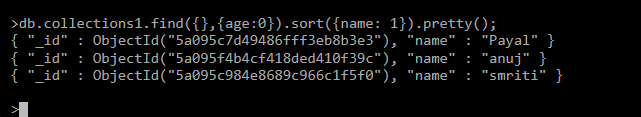 >db.collections1.find({},{age:0}).sort({name: 1}).pretty();
{ "_id" : ObjectId("5a095c7d49486fff3eb8b3e3"), "name" : "Payal" }
{ "_id" : ObjectId("5a095f4b4cf418ded410f39c"), "name" : "anuj" }
{ "_id" : ObjectId("5a095c984e8689c966c1f5f0"), "name" : "smriti" }
>